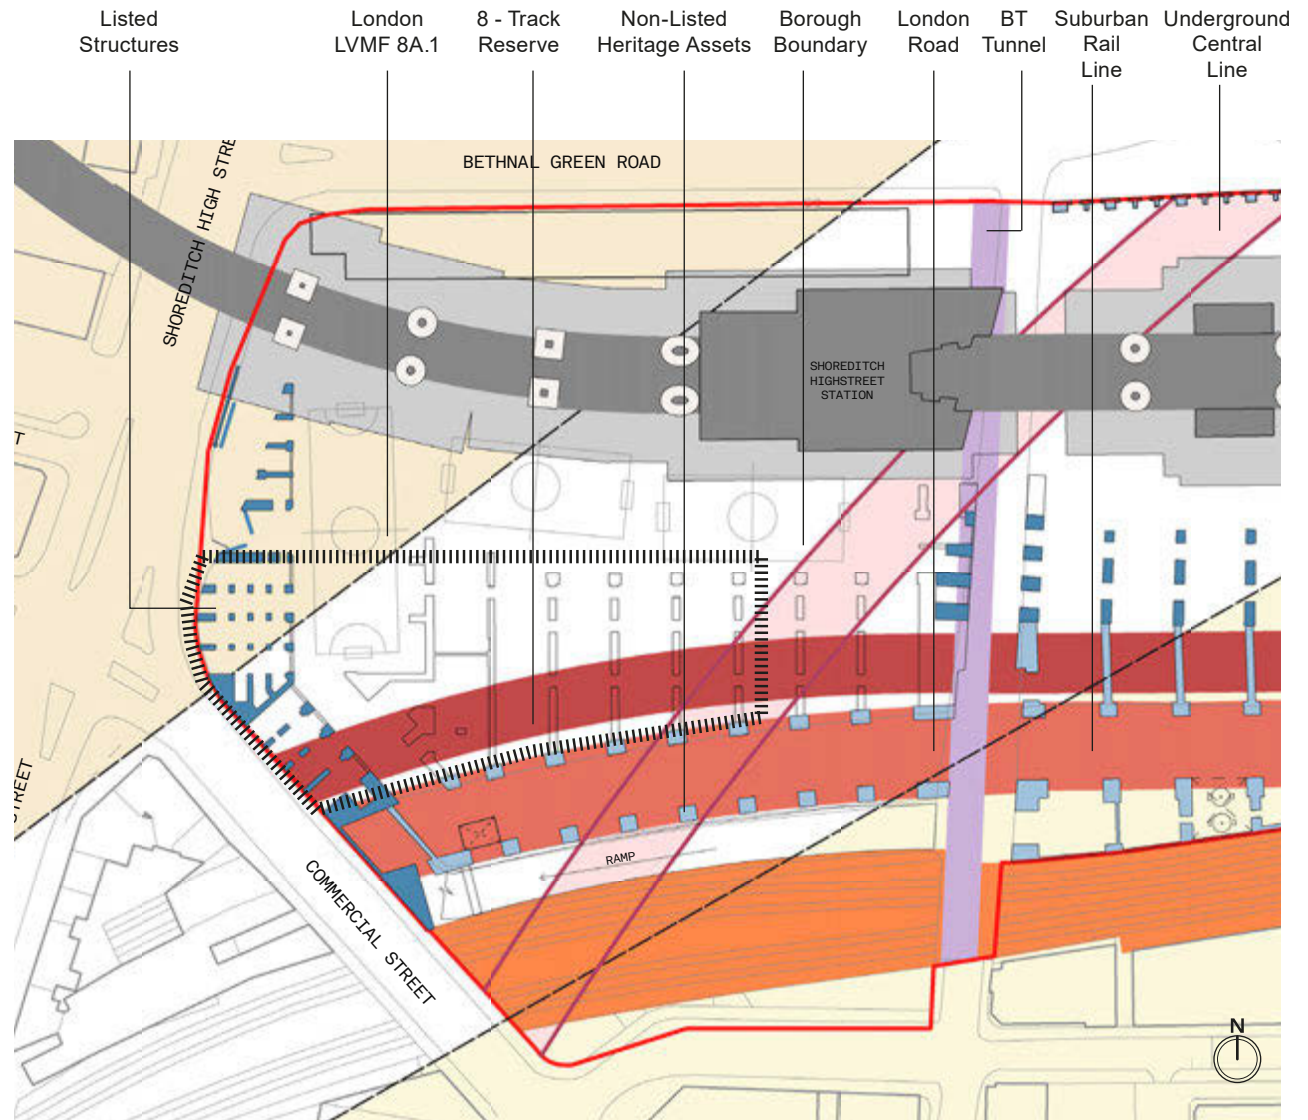 Listed
Structures
London
LVMF 8A.1
8 - Track
Reserve
Non-Listed
Heritage Assets
Borough
Boundary
London
Road
BT
Tunnel
Suburban
Rail
Line
Underground
Central
Line
BETHNAL GREEN ROAD
SHOREDITCH HIGH STRE
SHOREDITCH
HIGHSTREET
STATION
T
STREET
RAMP
COMMERCIAL STREET
N